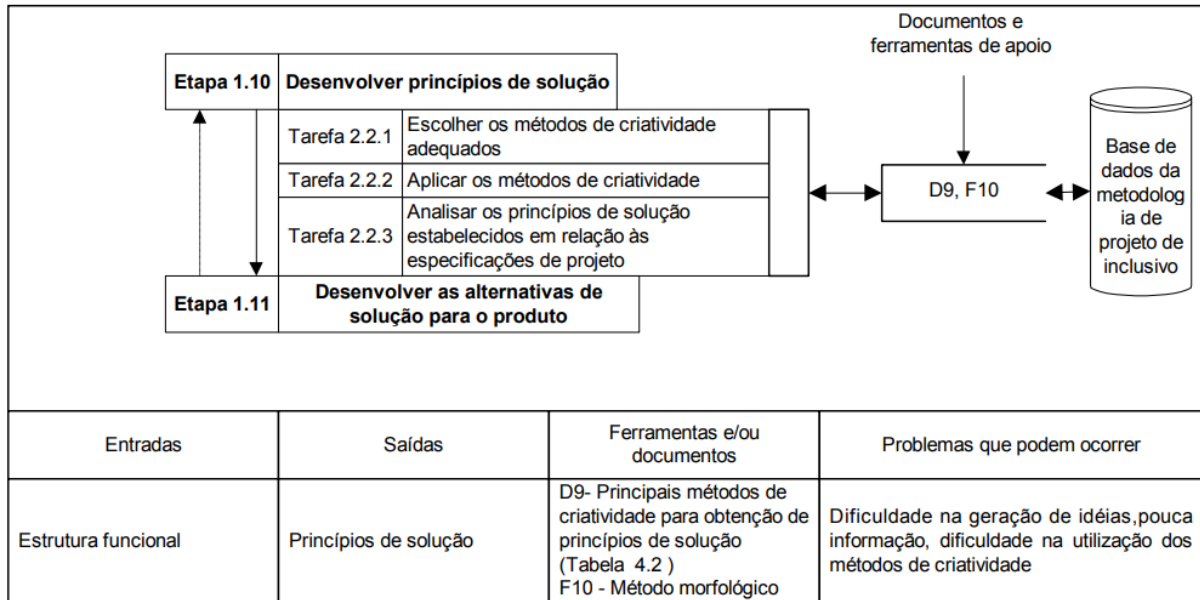 Documentos e
ferramentas de apoio
Etapa 1.10 Desenvolver princípios de solução
Tarefa 2.2.1 Escolher os métodos de criatividade
adequados
Tarefa 2.2.2 Aplicar os métodos de criatividade
Tarefa 2.2.3 Analisar os princípios de solução
estabelecidos em relação às
especificações de projeto
Etapa 1.11 Desenvolver as alternativas de
solução para o produto
D9, F10
Base de
dados da
metodolog
ia de
projeto de
inclusivo
Entradas
Saídas
Ferramentas e/ou
documentos
Problemas que podem ocorrer
Estrutura funcional
Princípios de solução
D9- Principais métodos de
criatividade para obtenção de
princípios de solução
(Tabela 4.2 )
F10 - Método morfológico
Dificuldade na geração de idéias,pouca
informação, dificuldade na utilização dos
métodos de criatividade